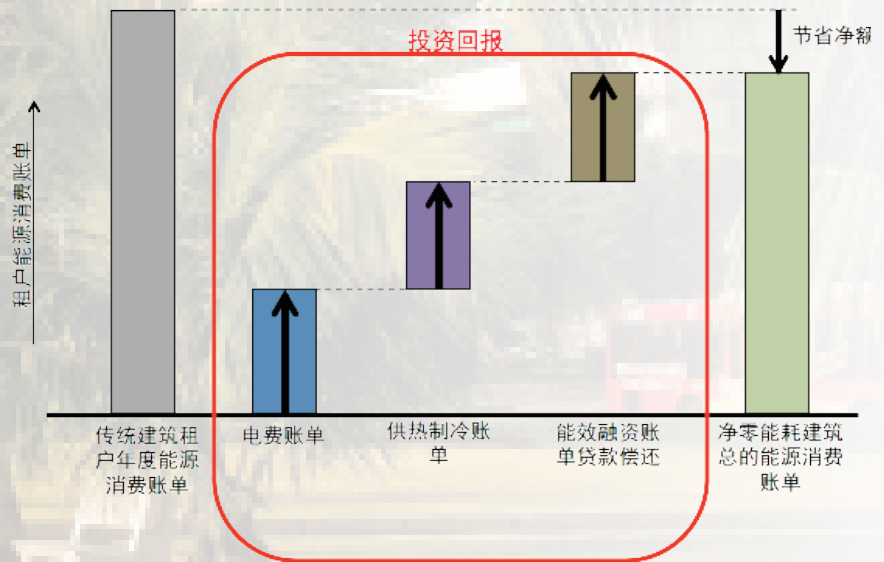 投资回报
节省净额
租户能源消费账单
传统建筑租
户年度能源
消费账单
电费账单
供热制冷账
单
能效融资账
单贷款偿还
净零能耗建筑
总的能源消费
账单